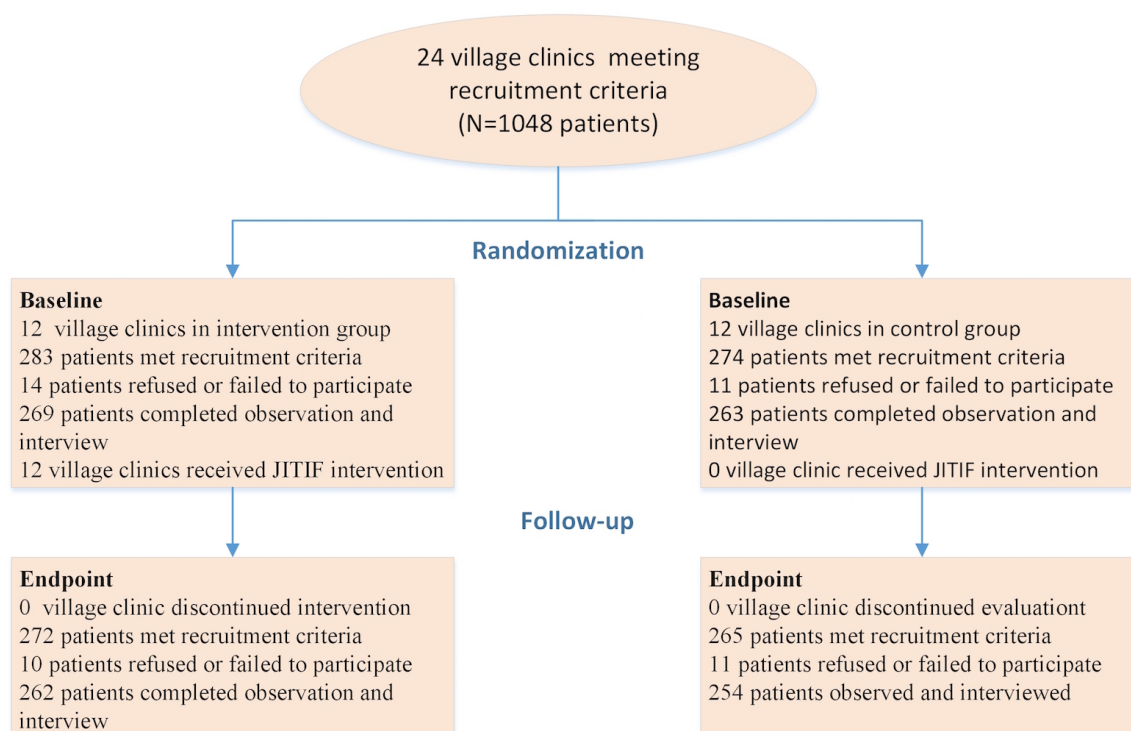 24 village clinics meeting
recruitment criteria
(N=1048 patients)
Randomization
Baseline
12 village clinics in intervention group
283 patients met recruitment criteria
14 patients refused or failed to participate
269 patients completed observation and
interview
12 village clinics received JITIF intervention
Baseline
12 village clinics in control group
274 patients met recruitment criteria
11 patients refused or failed to participate
263 patients completed observation and
interview
0 village clinic received JITIF intervention
Follow-up
Endpoint
0 village clinic discontinued intervention
272 patients met recruitment criteria
10 patients refused or failed to participate
262 patients completed observation and
interview
Endpoint
0 village clinic discontinued evaluationt
265 patients met recruitment criteria
11 patients refused or failed to participate
254 patients observed and interviewed